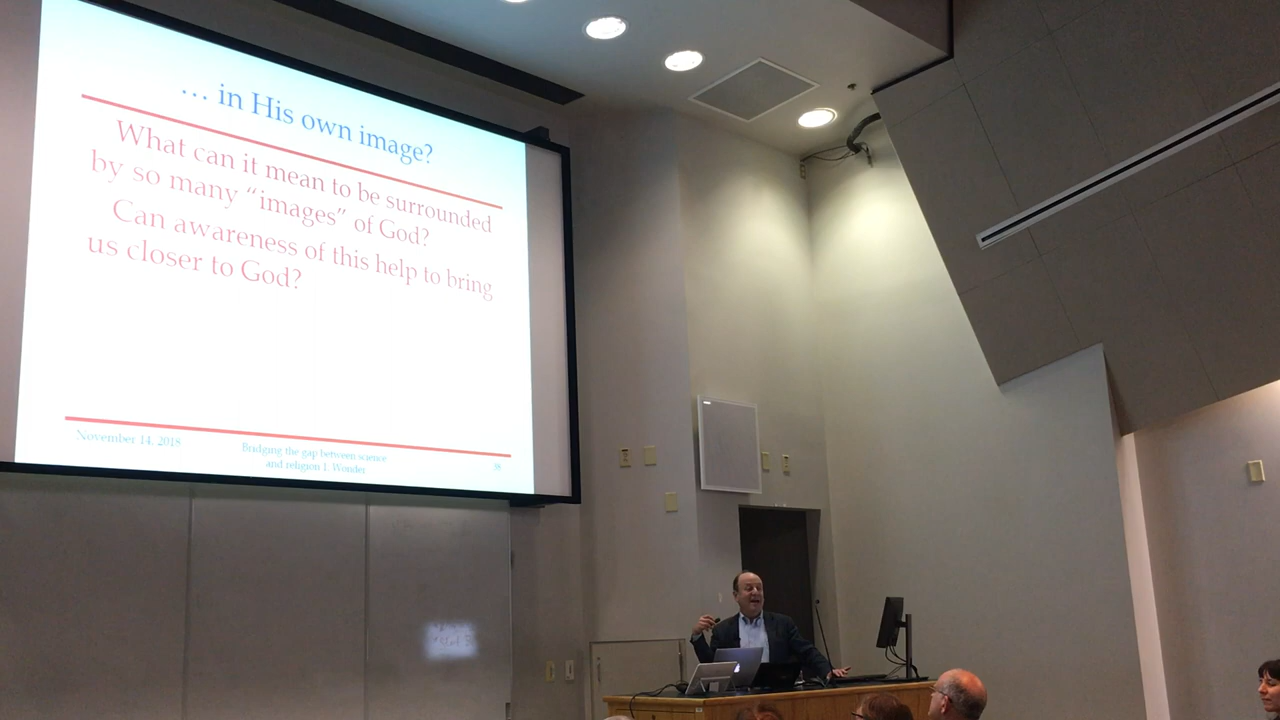 ... in His own image?
What can it mean to be surrounded
by so many “images” of God?
Can awareness of this help to bring
us closer to God?
November 14, 2018
Bridging the gap between science
and religion I. Wonder
38